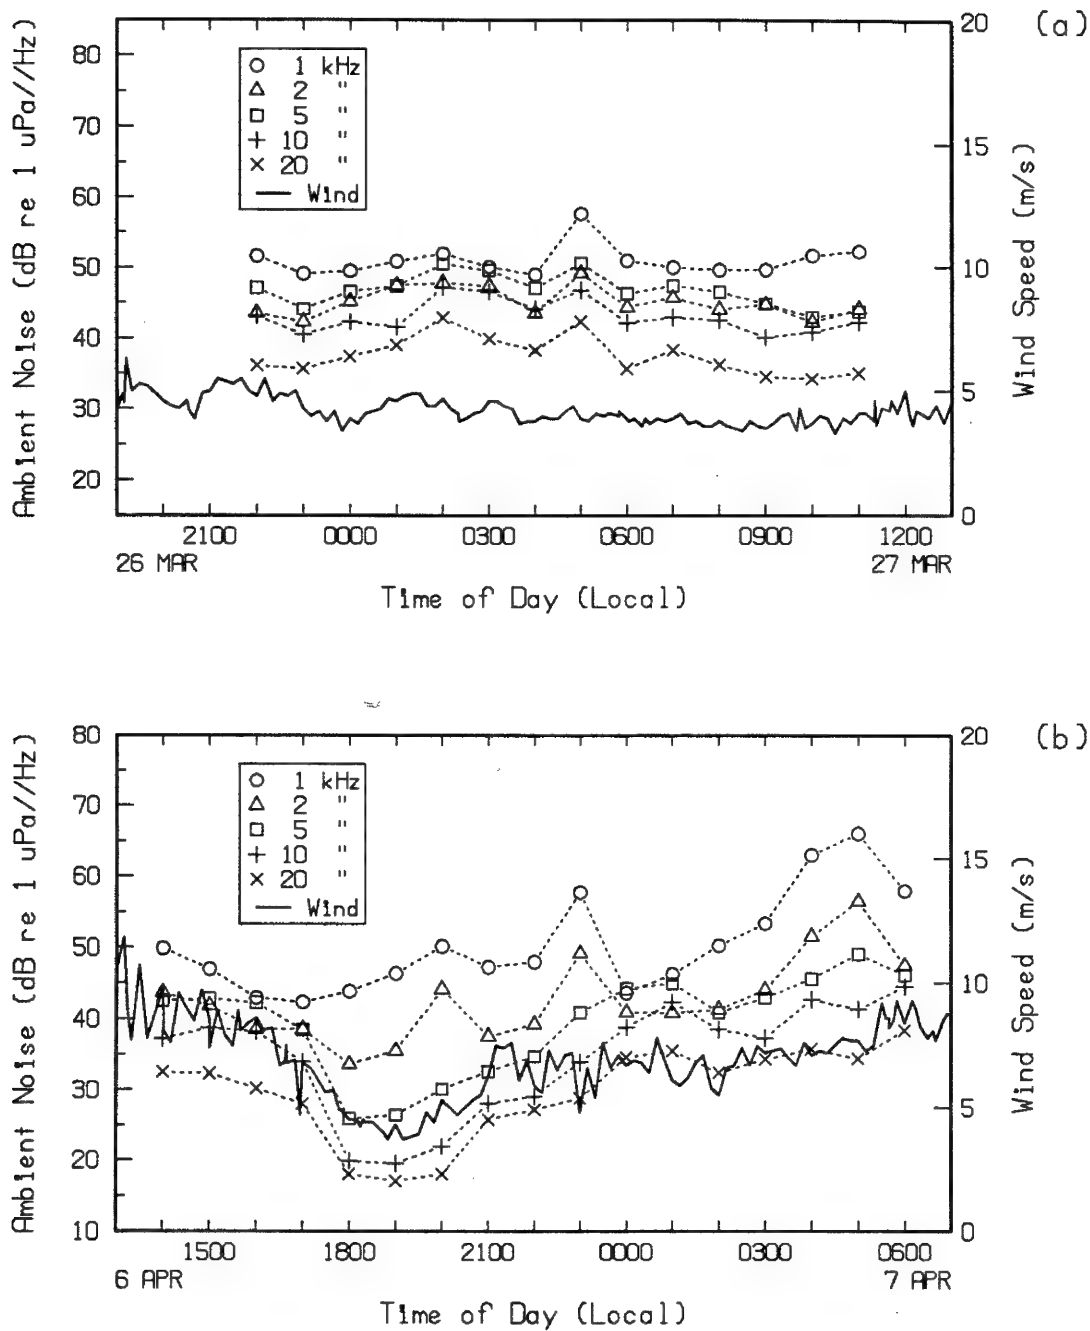 (a)
Ambient Noise (dB re 1 uPa//Hz)
80
70
60
50
40
30
20
1 kHz
2 "
5 "
10 "
20 "
Wind
20
15
10
5
0
Wind Speed (m/s)
2100 0000 0300 0600 0900 1200
26 MAR 27 MAR
Time of Day (Local)
(b)
Ambient Noise (dB re 1 uPa//Hz)
80
70
60
50
40
30
20
10
1 kHz
2 "
5 "
10 "
20 "
Wind
20
15
10
5
0
Wind Speed (m/s)
1500 1800 2100 0000 0300 0600
6 APR 7 APR
Time of Day (Local)